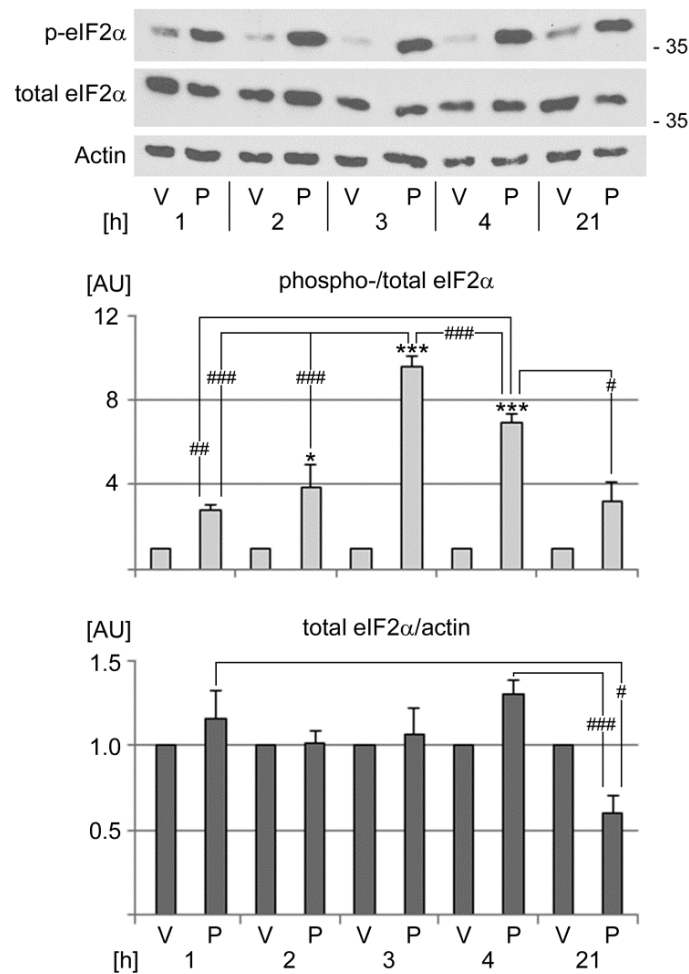 p-eIF2α
- 35
total eIF2α
- 35
Actin
V P V P V P V P V P
[h] 1 2 3 4 21
[AU] phospho-/total eIF2α
12
***
###
###
###
#
8
***
##
*
4
[AU] total eIF2α/actin
1.5
#
###
1.0
0.5
V P V P V P V P V P
[h] 1 2 3 4 21